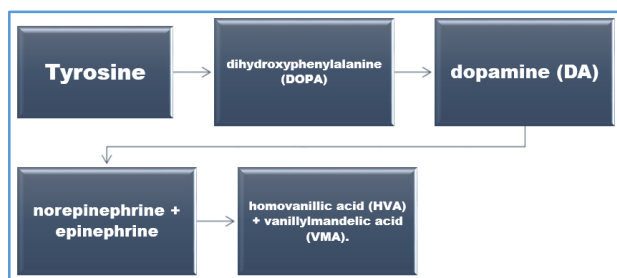 Tyrosine
dihydroxyphenylalanine
(DOPA)
dopamine (DA)
norepinephrine +
epinephrine
homovanillic acid (HVA)
+ vanillylmandelic acid
(VMA).